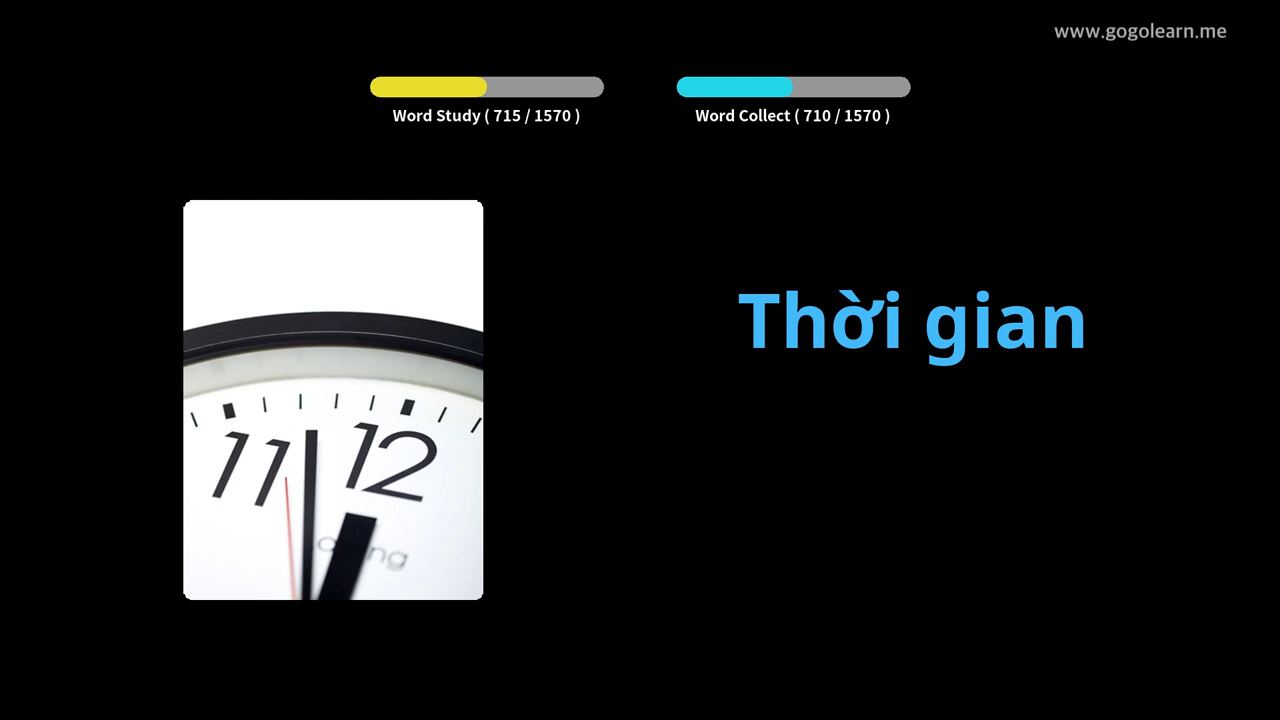 www.gogolearn.me
Word Study ( 715 / 1570 )
Word Collect ( 710 / 1570 )
Thời gian
11
12